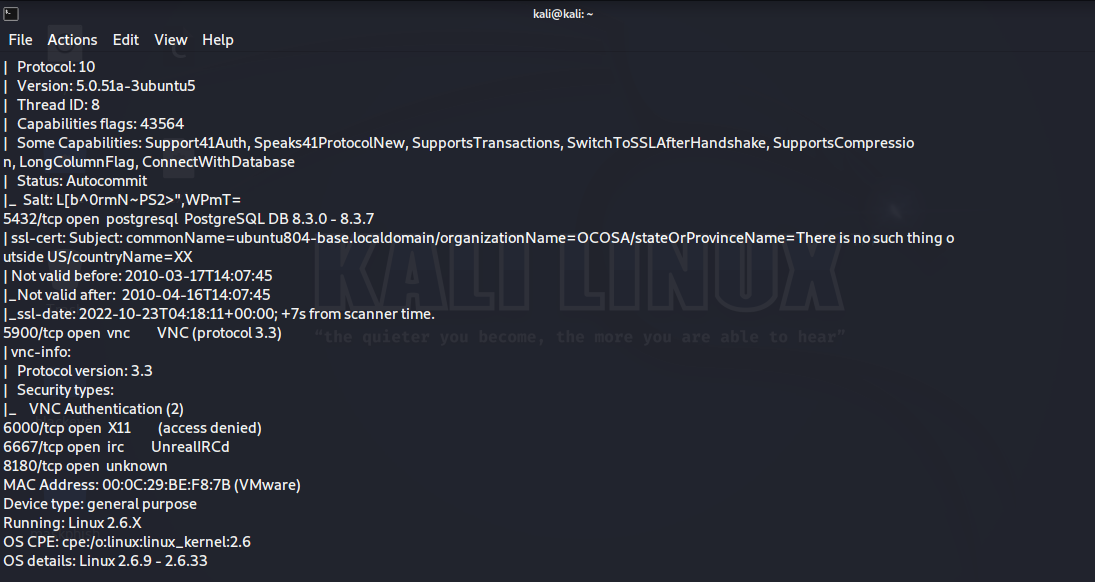 kali@kali: ~
File Actions Edit View Help
| Protocol: 10
| Version: 5.0.51a-3ubuntu5
| Thread ID: 8
| Capabilities flags: 43564
| Some Capabilities: Support41Auth, Speaks41ProtocolNew, SupportsTransactions, SwitchToSSLAfterHandshake, SupportsCompressio
n, LongColumnFlag, ConnectWithDatabase
| Status: Autocommit
|_ Salt: L[b^0rmN~PS2>",WPmT=
5432/tcp open postgresql PostgreSQL DB 8.3.0 - 8.3.7
| ssl-cert: Subject: commonName=ubuntu804-base.localdomain/organizationName=OCOSA/stateOrProvinceName=There is no such thing o
utside US/countryName=XX
| Not valid before: 2010-03-17T14:07:45
|_Not valid after: 2010-04-16T14:07:45
|_ssl-date: 2022-10-23T04:18:11+00:00; +7s from scanner time.
5900/tcp open vnc VNC (protocol 3.3)
| vnc-info:
| Protocol version: 3.3
| Security types:
|_ VNC Authentication (2)
6000/tcp open X11 (access denied)
6667/tcp open irc UnrealIRCd
8180/tcp open unknown
MAC Address: 00:0C:29:BE:F8:7B (VMware)
Device type: general purpose
Running: Linux 2.6.X
OS CPE: cpe:/o:linux:linux_kernel:2.6
OS details: Linux 2.6.9 - 2.6.33
KALI LINUX
"the quieter you become, the more you are able to hear"